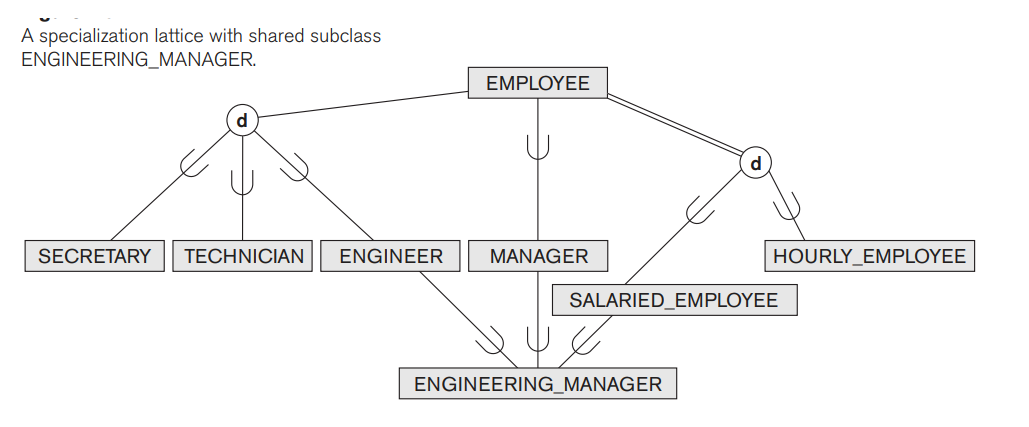 A specialization lattice with shared subclass
ENGINEERING_MANAGER.
EMPLOYEE
d
d
SECRETARY
TECHNICIAN
ENGINEER
MANAGER
HOURLY_EMPLOYEE
SALARIED_EMPLOYEE
ENGINEERING_MANAGER